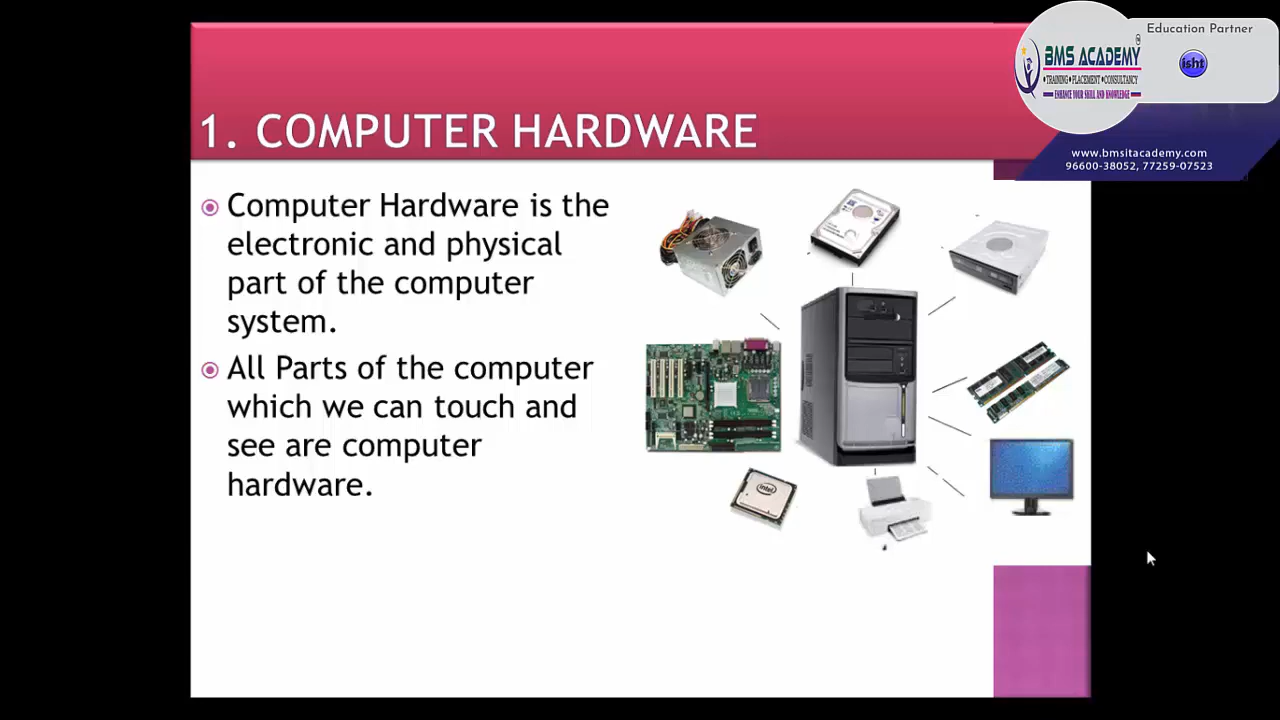 Education Partner
BMS ACADEMY
isht
•TRAINING•PLACEMENT•CONSULTANCY
ENHANCE YOUR SKILL AND KNOWLEDGE
www.bmsitacademy.com
96600-38052, 77259-07523
1. COMPUTER HARDWARE
Computer Hardware is the
electronic and physical
part of the computer
system.
All Parts of the computer
which we can touch and
see are computer
hardware.
intel